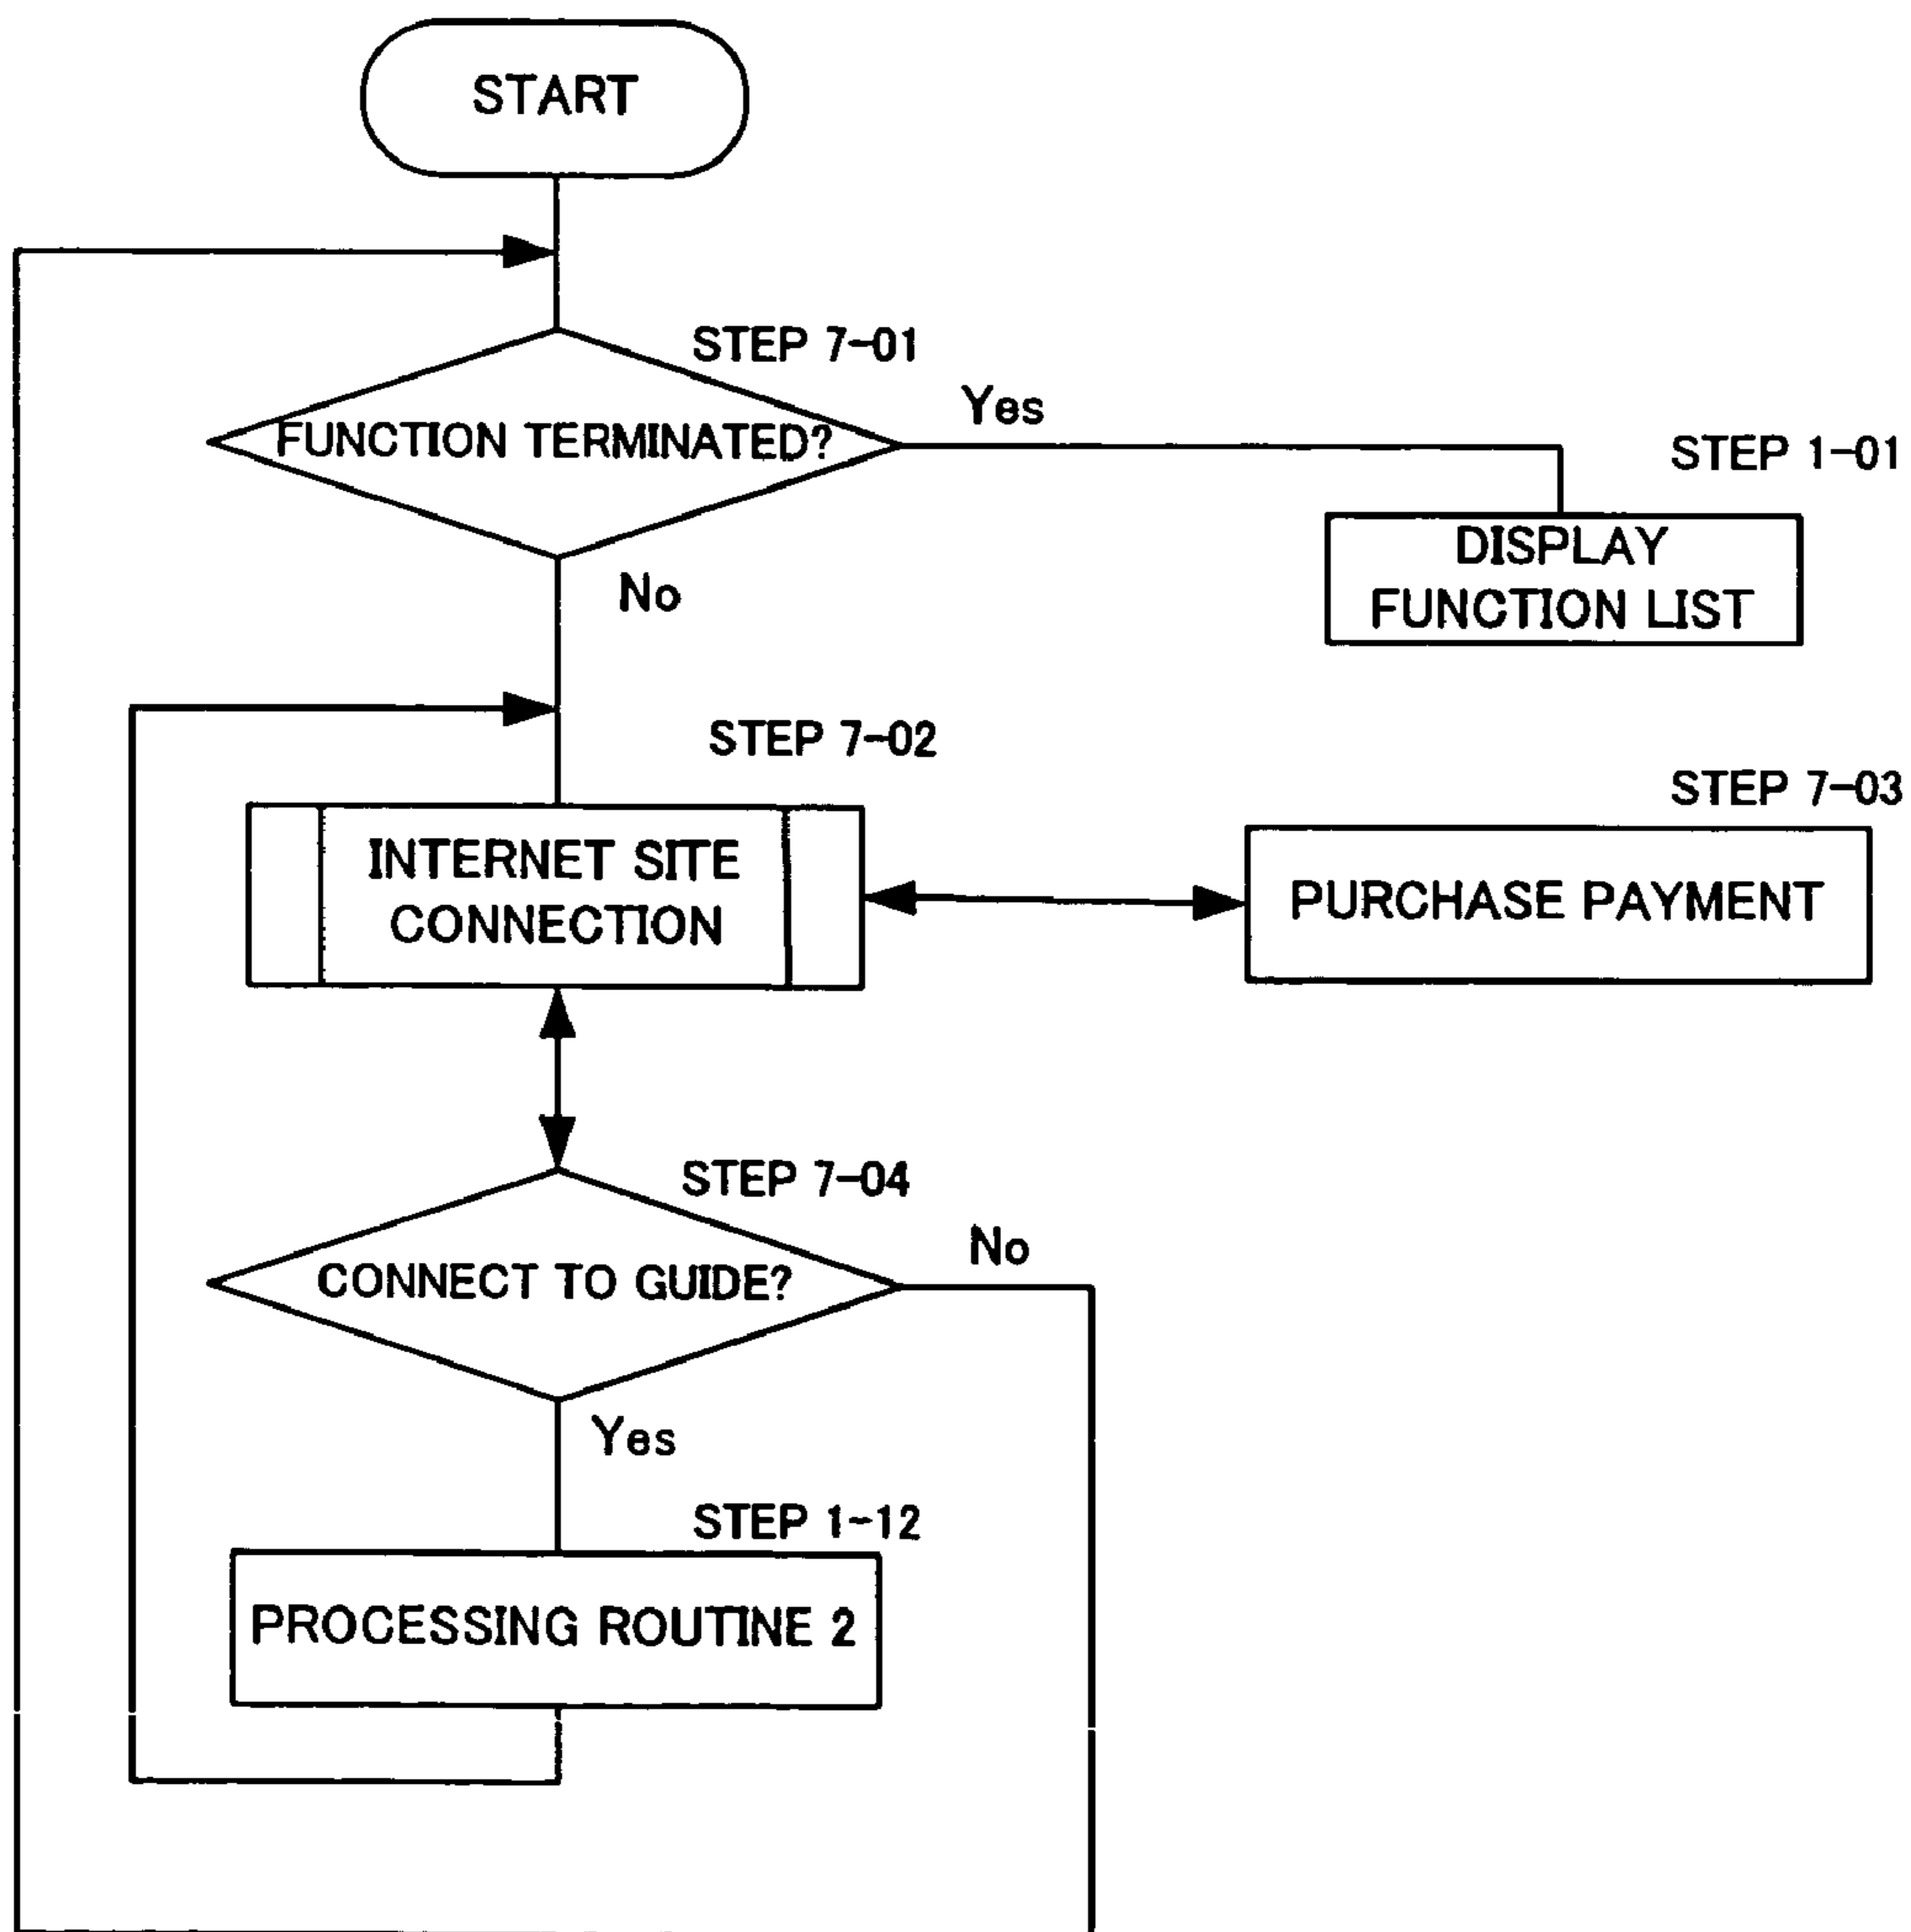 START
STEP 7-01
FUNCTION TERMINATED?
Yes
No
STEP 1-01
DISPLAY
FUNCTION LIST
STEP 7-02
INTERNET SITE
CONNECTION
STEP 7-03
PURCHASE PAYMENT
STEP 7-04
CONNECT TO GUIDE?
No
Yes
STEP 1-12
PROCESSING ROUTINE 2